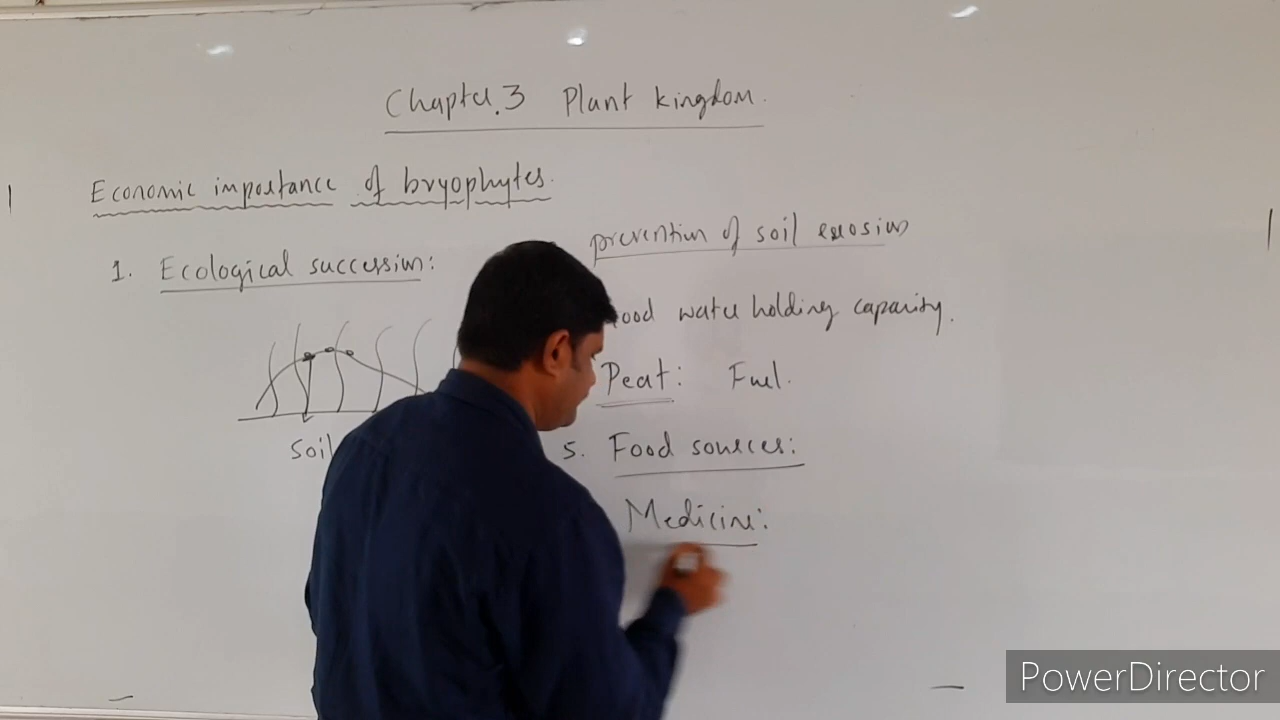 Chapter.3 Plant kingdom.
Economic importance of bryophytes.
1. Ecological succession:
soil
prevention of soil erosion
ood water holding capacity.
Peat: Fuel.
5. Food sources:
Medicine:
PowerDirector